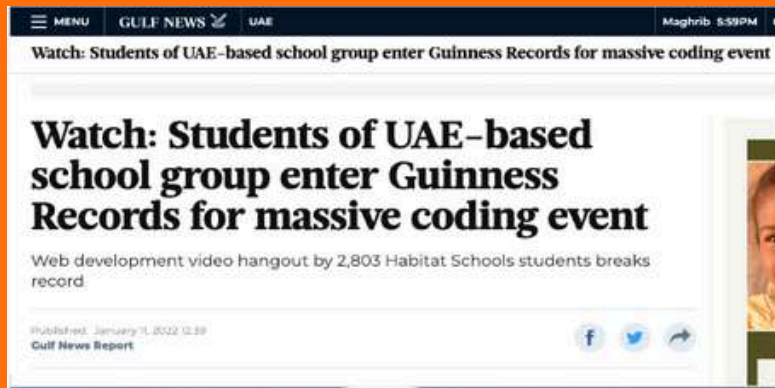 MENU GULF NEWS UAE Maghrib 5:59PM
Watch: Students of UAE-based school group enter Guinness Records for massive coding event
Watch: Students of UAE-based
school group enter Guinness
Records for massive coding event
Web development video hangout by 2,803 Habitat Schools students breaks
record
Published: January 11, 2022 12:39
Gulf News Report